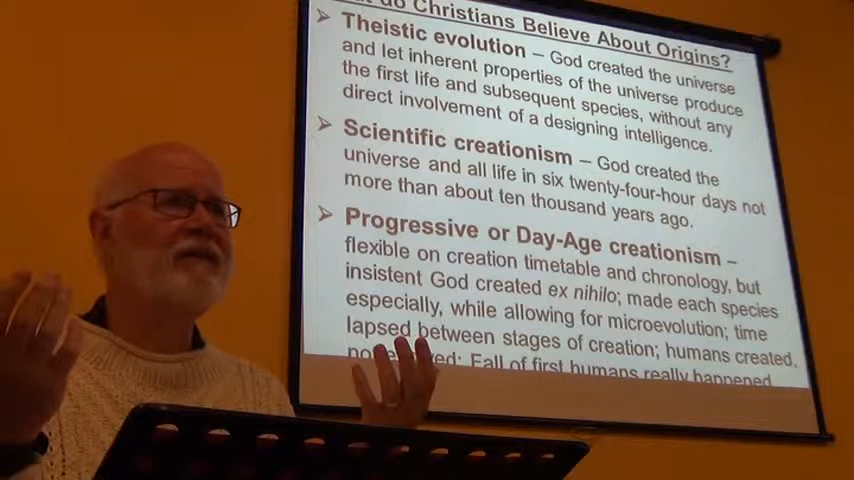 do Christians Believe About Origins?
➢ Theistic evolution – God created the universe
and let inherent properties of the universe produce
the first life and subsequent species, without any
direct involvement of a designing intelligence.
➢ Scientific creationism – God created the
universe and all life in six twenty-four-hour days not
more than about ten thousand years ago.
➢ Progressive or Day-Age creationism –
flexible on creation timetable and chronology, but
insistent God created ex nihilo; made each species
especially, while allowing for microevolution; time
lapsed between stages of creation; humans created.
Fall of first humans really happened